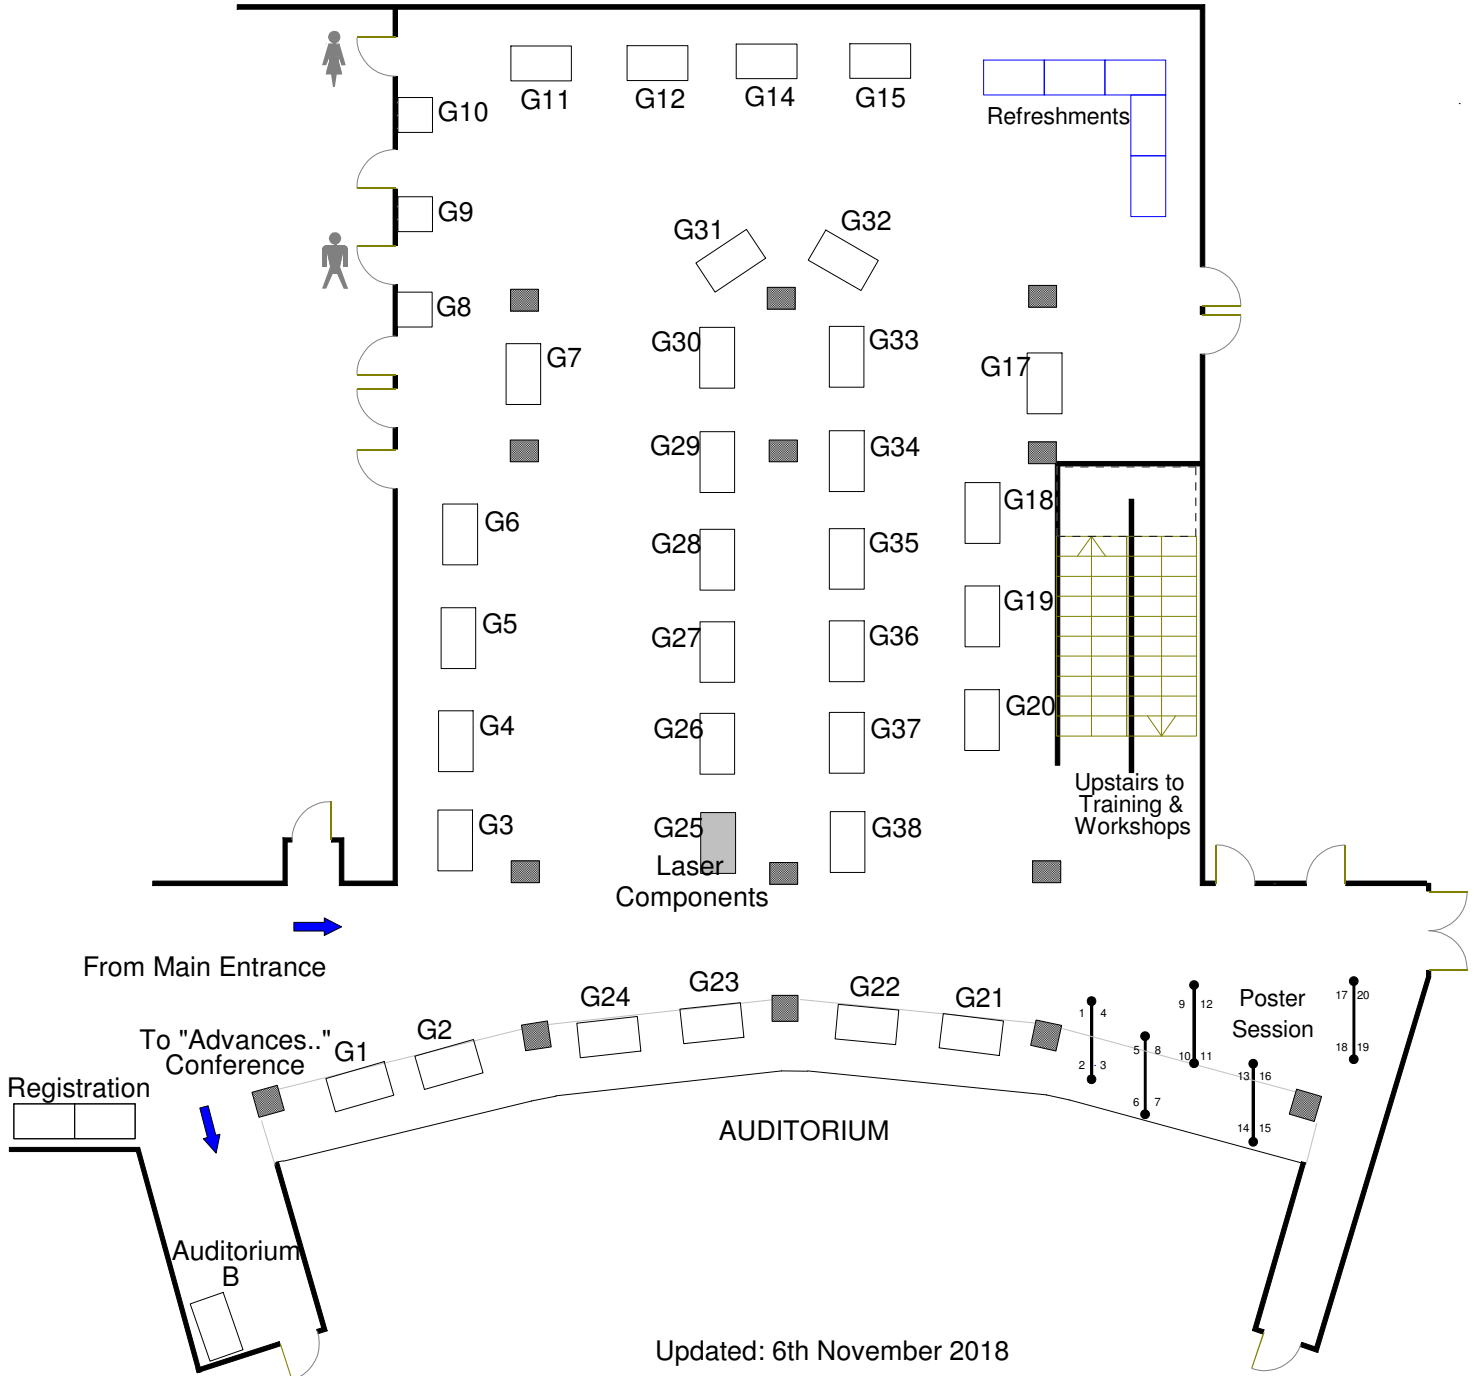 G11
G12
G14
G15
Refreshments
G10
G9
G8
G31
G32
G30
G33
G7
G17
G29
G34
G6
G18
G28
G35
G5
G19
G27
G36
G4
G20
G26
G37
Upstairs to
Training &
Workshops
G3
G25
G38
Laser
Components
From Main Entrance
G24
G23
G22
G21
G1
G2
To "Advances.."
Conference
Registration
1 4
2 3
5 8
6 7
9 12
10 11
13 16
14 15
17 20
18 19
Poster
Session
AUDITORIUM
Auditorium
B
Updated: 6th November 2018